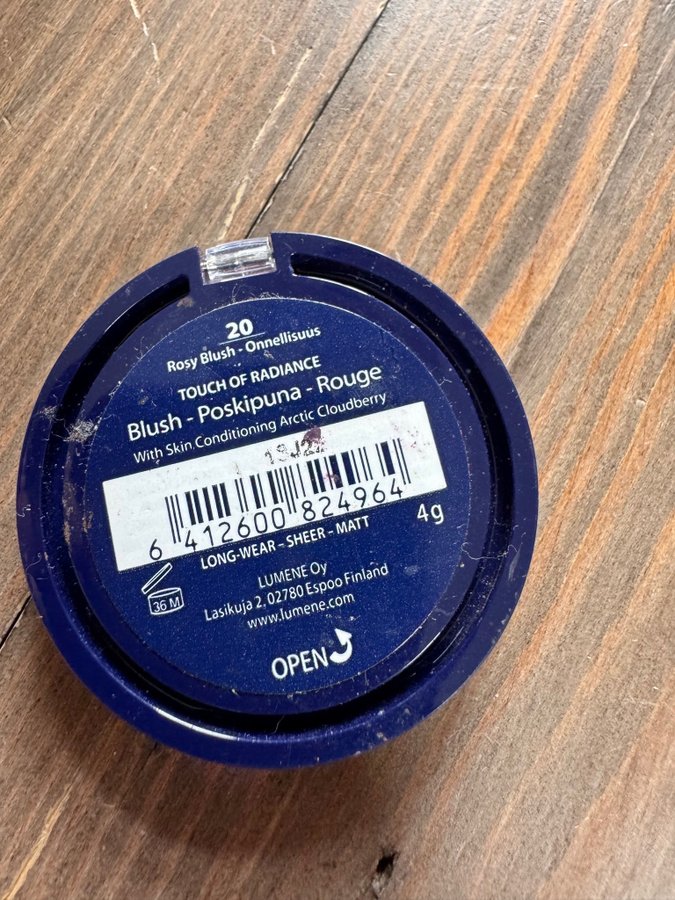 20
Rosy Blush - Onnellisuus
TOUCH OF RADIANCE
Blush - Poskipuna - Rouge
With Skin Conditioning Arctic Cloudberry
6 412600 824964
LONG-WEAR – SHEER – MATT
4g
36 M
LUMENE Oy
Lasikuja 2, 02780 Espoo Finland
www.lumene.com
OPEN